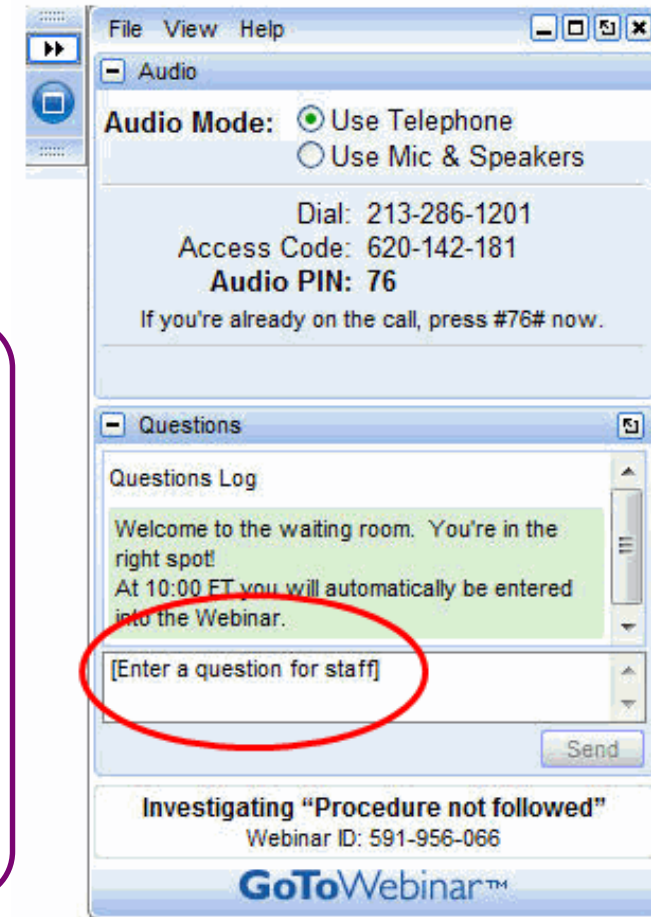 File View Help
Audio
Audio Mode: Use Telephone
Use Mic & Speakers
Dial: 213-286-1201
Access Code: 620-142-181
Audio PIN: 76
If you're already on the call, press #76# now.
Questions
Questions Log
Welcome to the waiting room. You're in the
right spot!
At 10:00 ET you will automatically be entered
into the Webinar.
[Enter a question for staff]
Send
Investigating “Procedure not followed”
Webinar ID: 591-956-066
GoToWebinar™